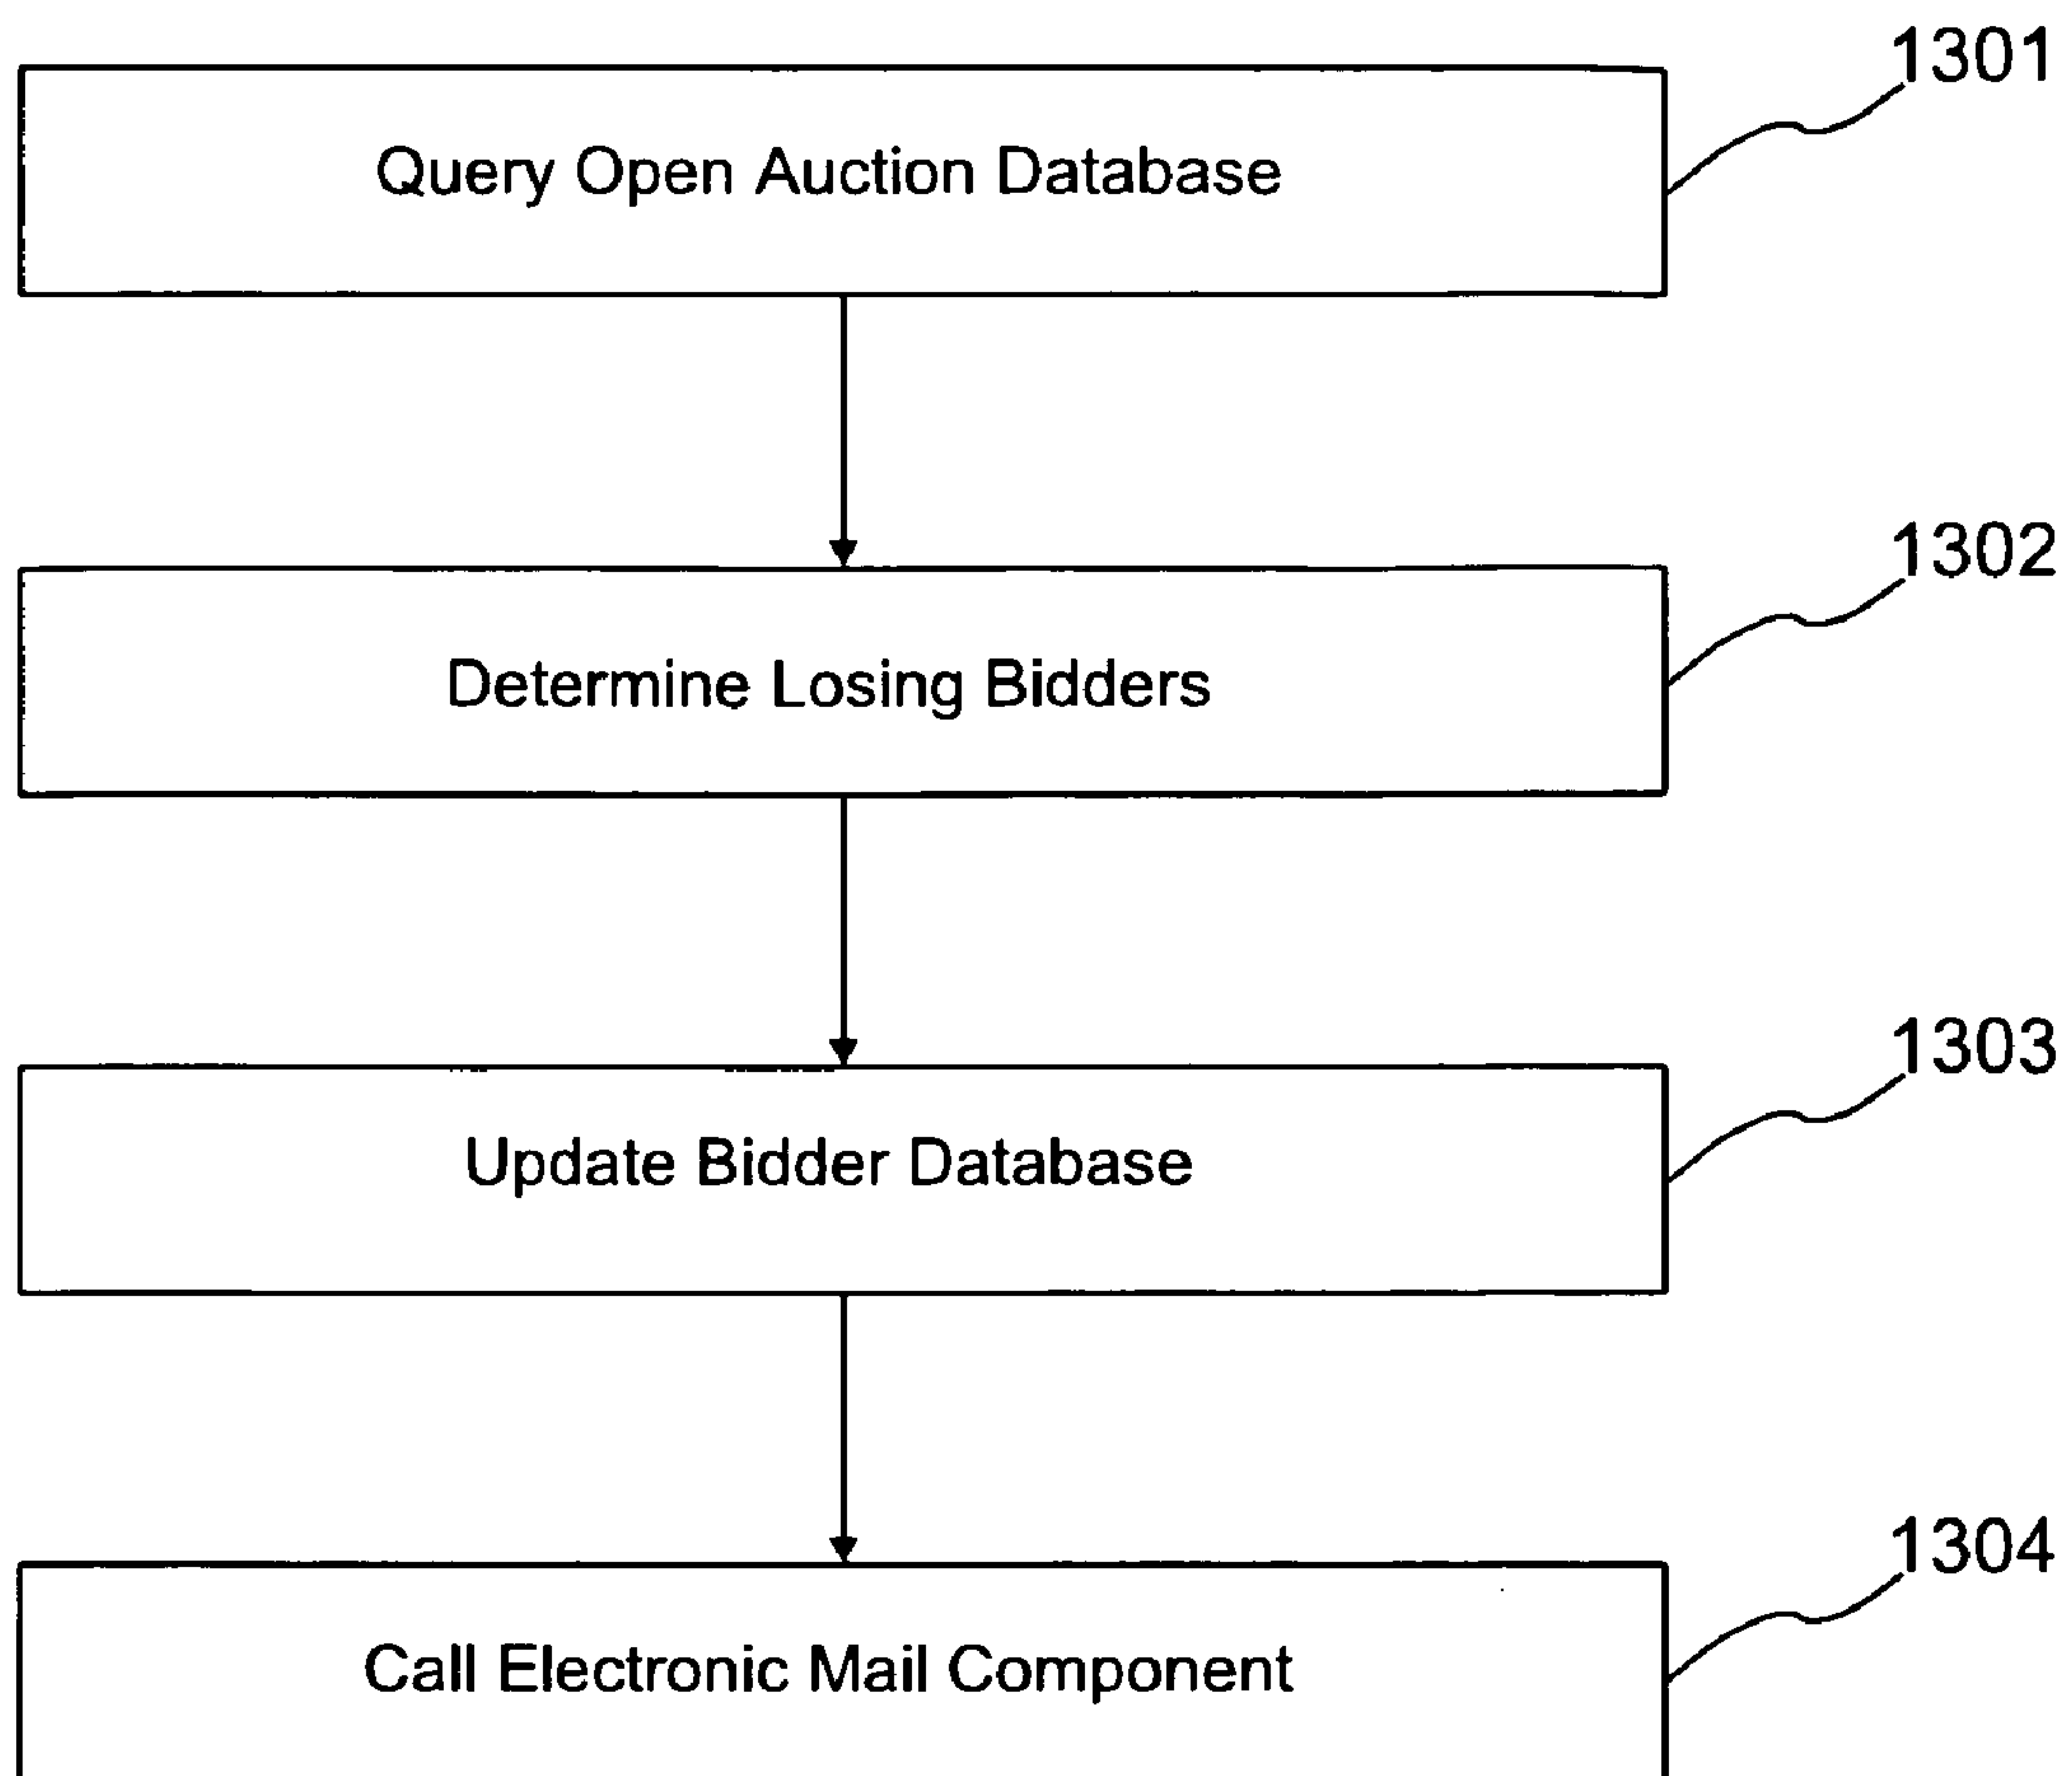 1301
Query Open Auction Database
1302
Determine Losing Bidders
1303
Update Bidder Database
1304
Call Electronic Mail Component